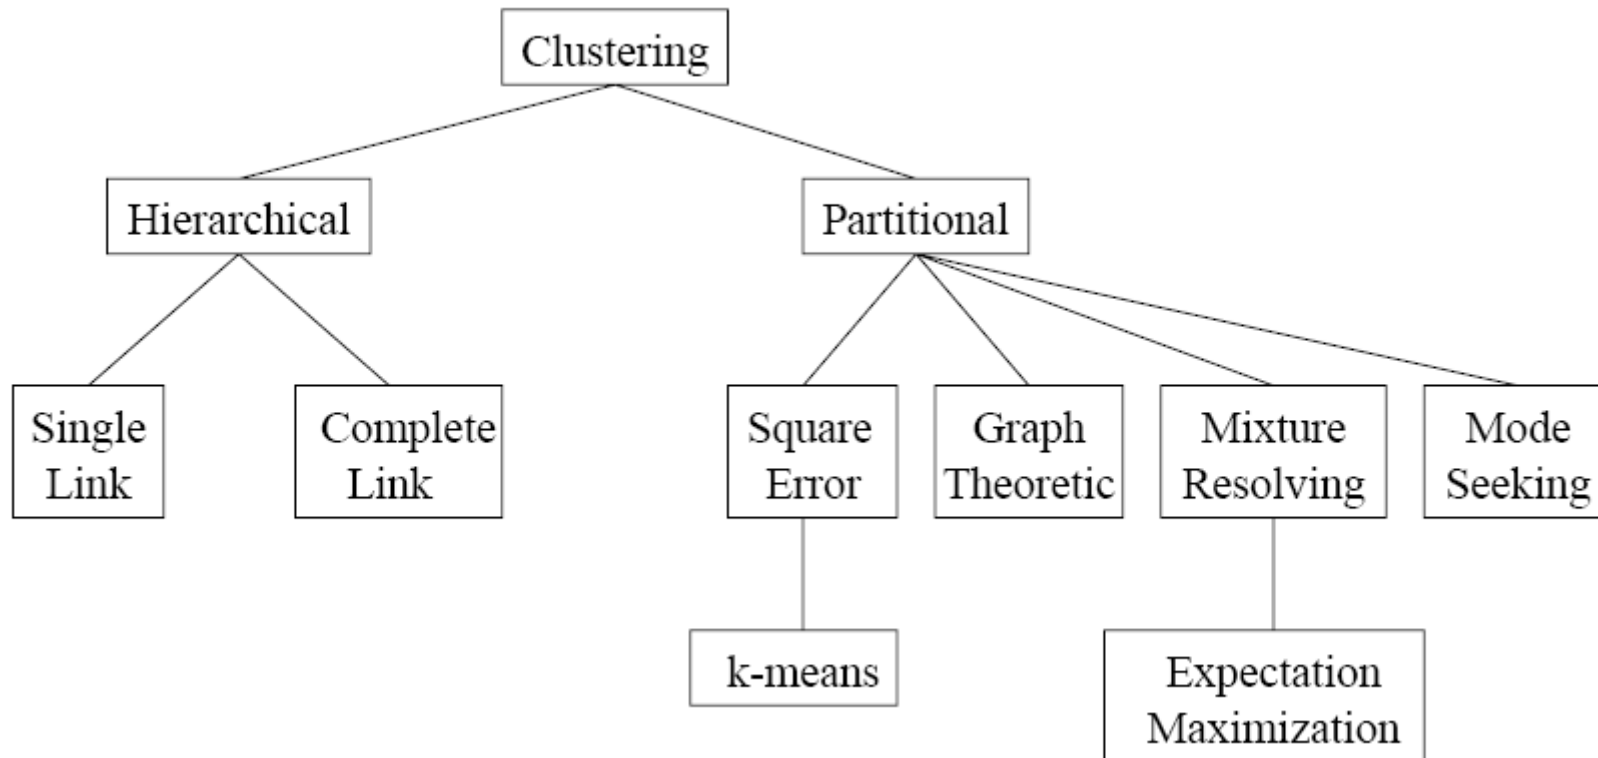 Clustering
Hierarchical
Partitional
Single
Link
Complete
Link
Square
Error
Graph
Theoretic
Mixture
Resolving
Mode
Seeking
k-means
Expectation
Maximization